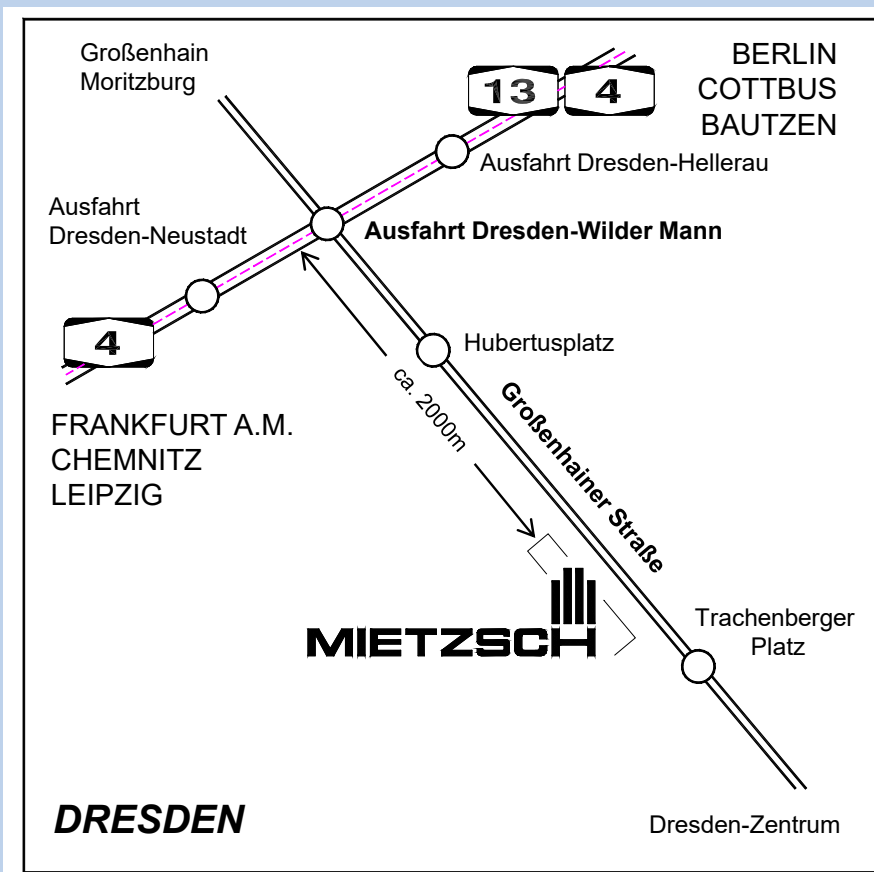 Großenhain
Moritzburg
BERLIN
COTTBUS
BAUTZEN
13
4
Ausfahrt Dresden-Hellerau
Ausfahrt
Dresden-Neustadt
Ausfahrt Dresden-Wilder Mann
4
Hubertusplatz
FRANKFURT A.M.
CHEMNITZ
LEIPZIG
ca. 2000m
Großenhainer Straße
MIETZSCH
Trachenberger
Platz
DRESDEN
Dresden-Zentrum